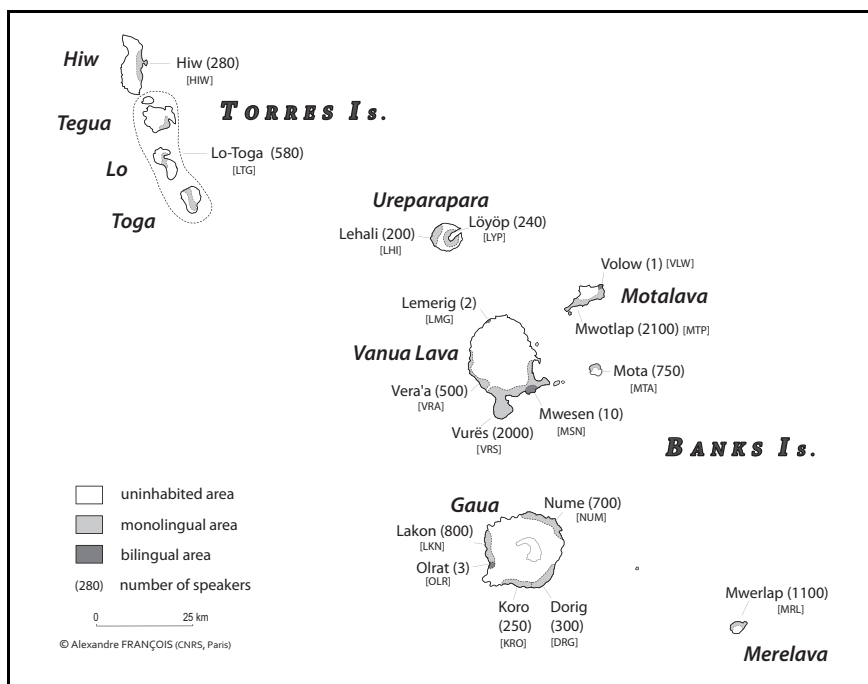 Hiw
Hiw (280)
[HIW]
TORRES Is.
Tegua
Lo
Lo-Toga (580)
[LTG]
Toga
Ureparapara
Löyöp (240)
[LYP]
Lehali (200)
[LHI]
Volow (1) [VLW]
Motalava
Lemerig (2)
[LMG]
Mwotlap (2100) [MTP]
Vanua Lava
Mota (750)
[MTA]
Vera'a (500)
[VRA]
Mwesen (10)
[MSN]
Vurës (2000)
[VRS]
BANKS Is.
uninhabited area
monolingual area
bilingual area
(280) number of speakers
0 25 km
© Alexandre FRANÇOIS (CNRS, Paris)
Gaua
Nume (700)
[NUM]
Lakon (800)
[LKN]
Olrat (3)
[OLR]
Koro
(250)
[KRO]
Dorig
(300)
[DRG]
Mwerlap (1100)
[MRL]
Merelava